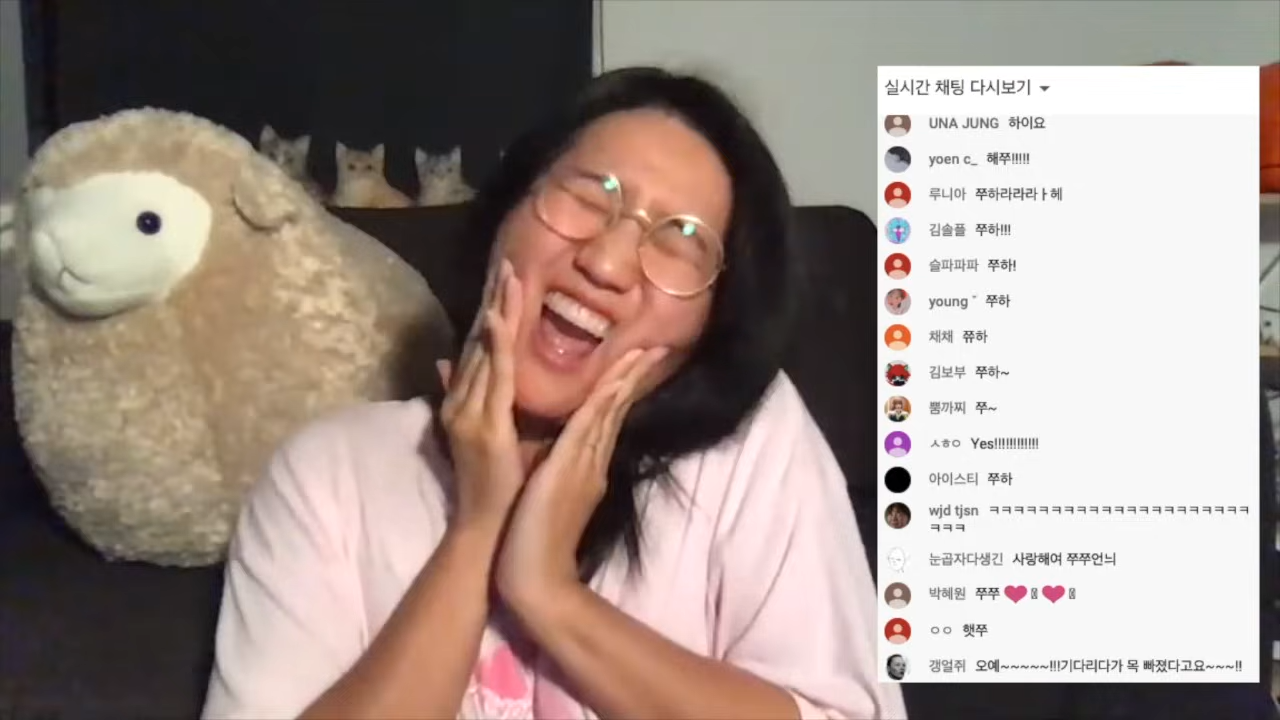 실시간 채팅 다시보기
UNA JUNG 하이요
yoen c_ 해쭈!!!!!
루니아 쭈하라라라ㅏ헤
김솔플 쭈하!!!
슬파파파 쭈하!
young ˘ 쭈하
채채 쮸하
김보부 쭈하~
뿜까찌 쭈~
ㅅㅎㅇ Yes!!!!!!!!!!!!
아이스티 쭈하
wjd tjsn ㅋㅋㅋㅋㅋㅋㅋㅋㅋㅋㅋㅋㅋㅋㅋㅋㅋㅋㅋㅋㅋ
ㅋㅋㅋ
눈곱자다생긴 사랑해여 쭈쭈언늬
박혜원 쭈쭈
ㅇㅇ 햇쭈
갱얼쥐 오예~~~~~!!!기다리다가 목 빠졌다고요~~~!!